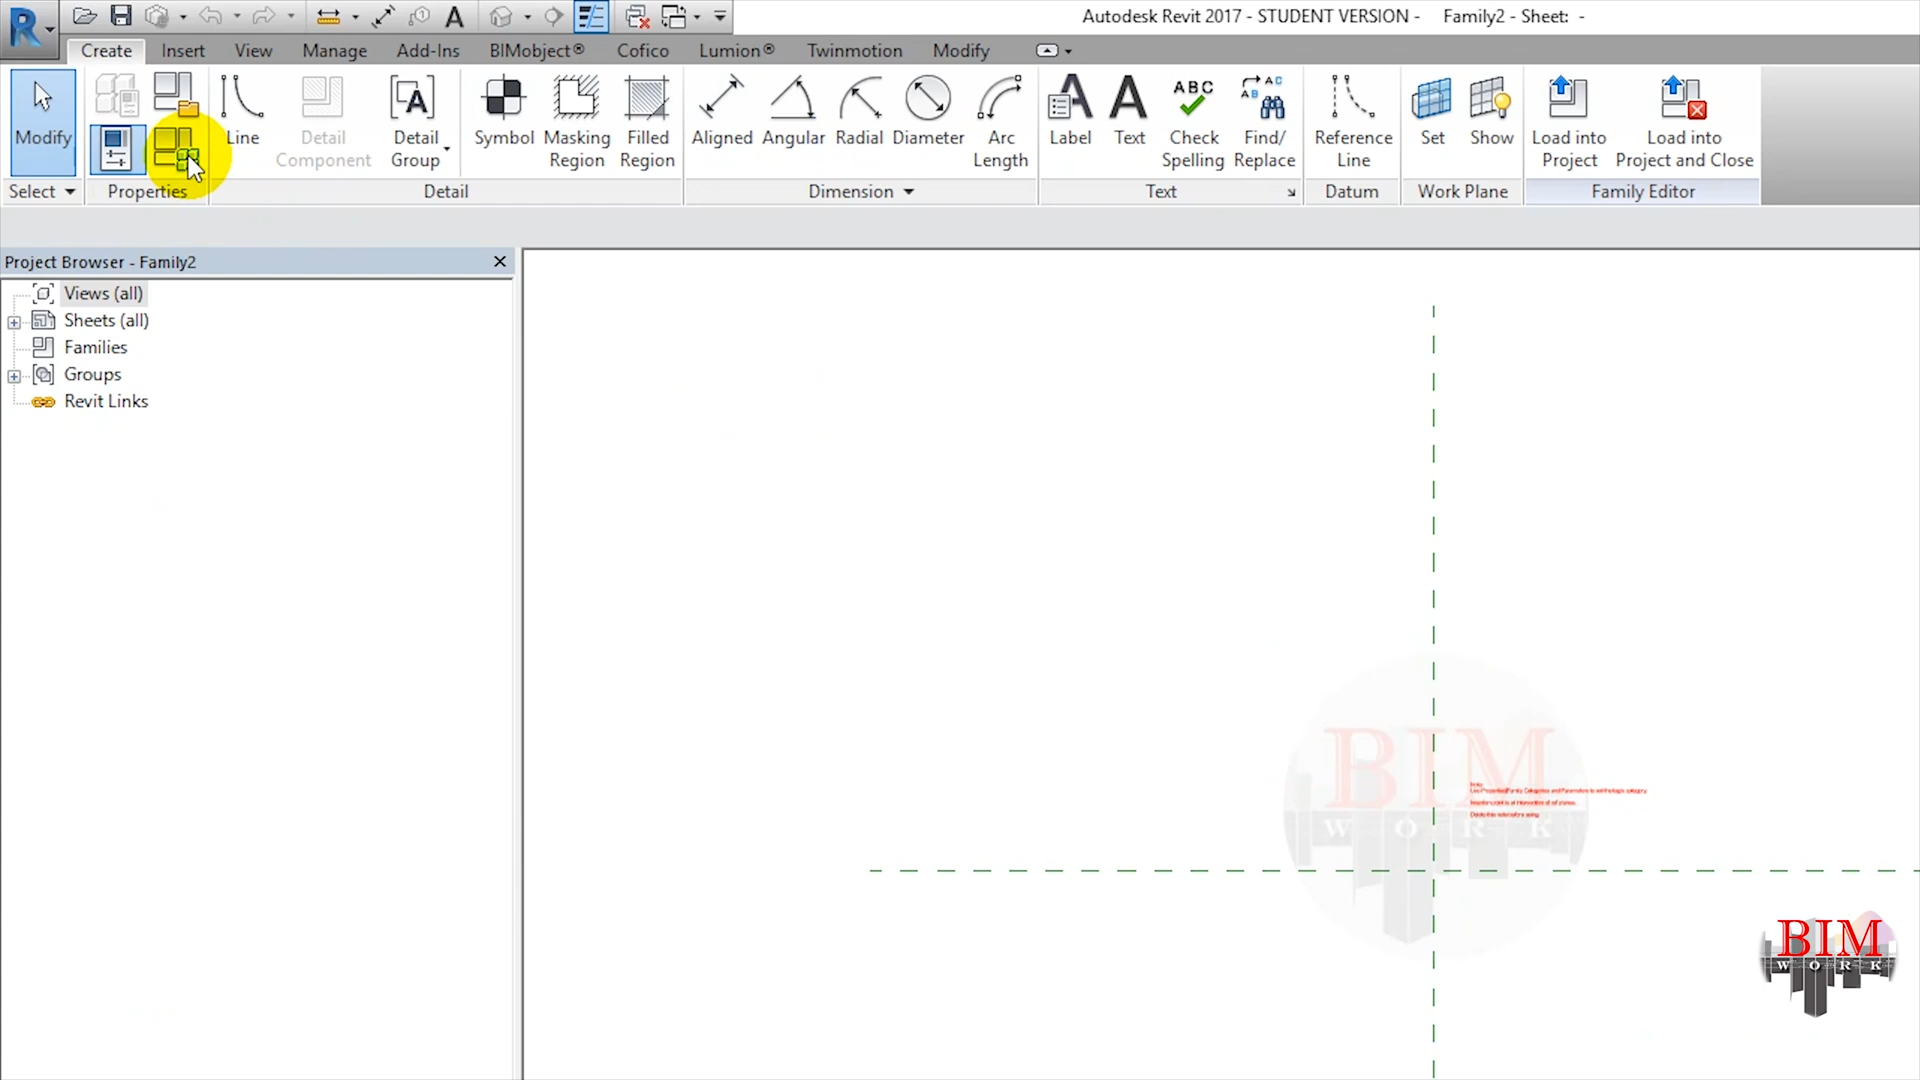 Autodesk Revit 2017 - STUDENT VERSION -    Family2 - Sheet: -
Create Insert View Manage Add-Ins BIMobject® Cofico Lumion® Twinmotion Modify
Modify
Line
Detail Component
Detail Group
Symbol
Masking Region
Filled Region
Aligned
Angular
Radial
Diameter
Arc Length
Label
Text
ABC
Check Spelling
Find/ Replace
Reference Line
Set
Show
Load into Project
Load into Project and Close
Select Properties Detail Dimension Text Datum Work Plane Family Editor
Project Browser - Family2
Views (all)
Sheets (all)
Families
Groups
Revit Links
BIM
WORK
BIM
WORK